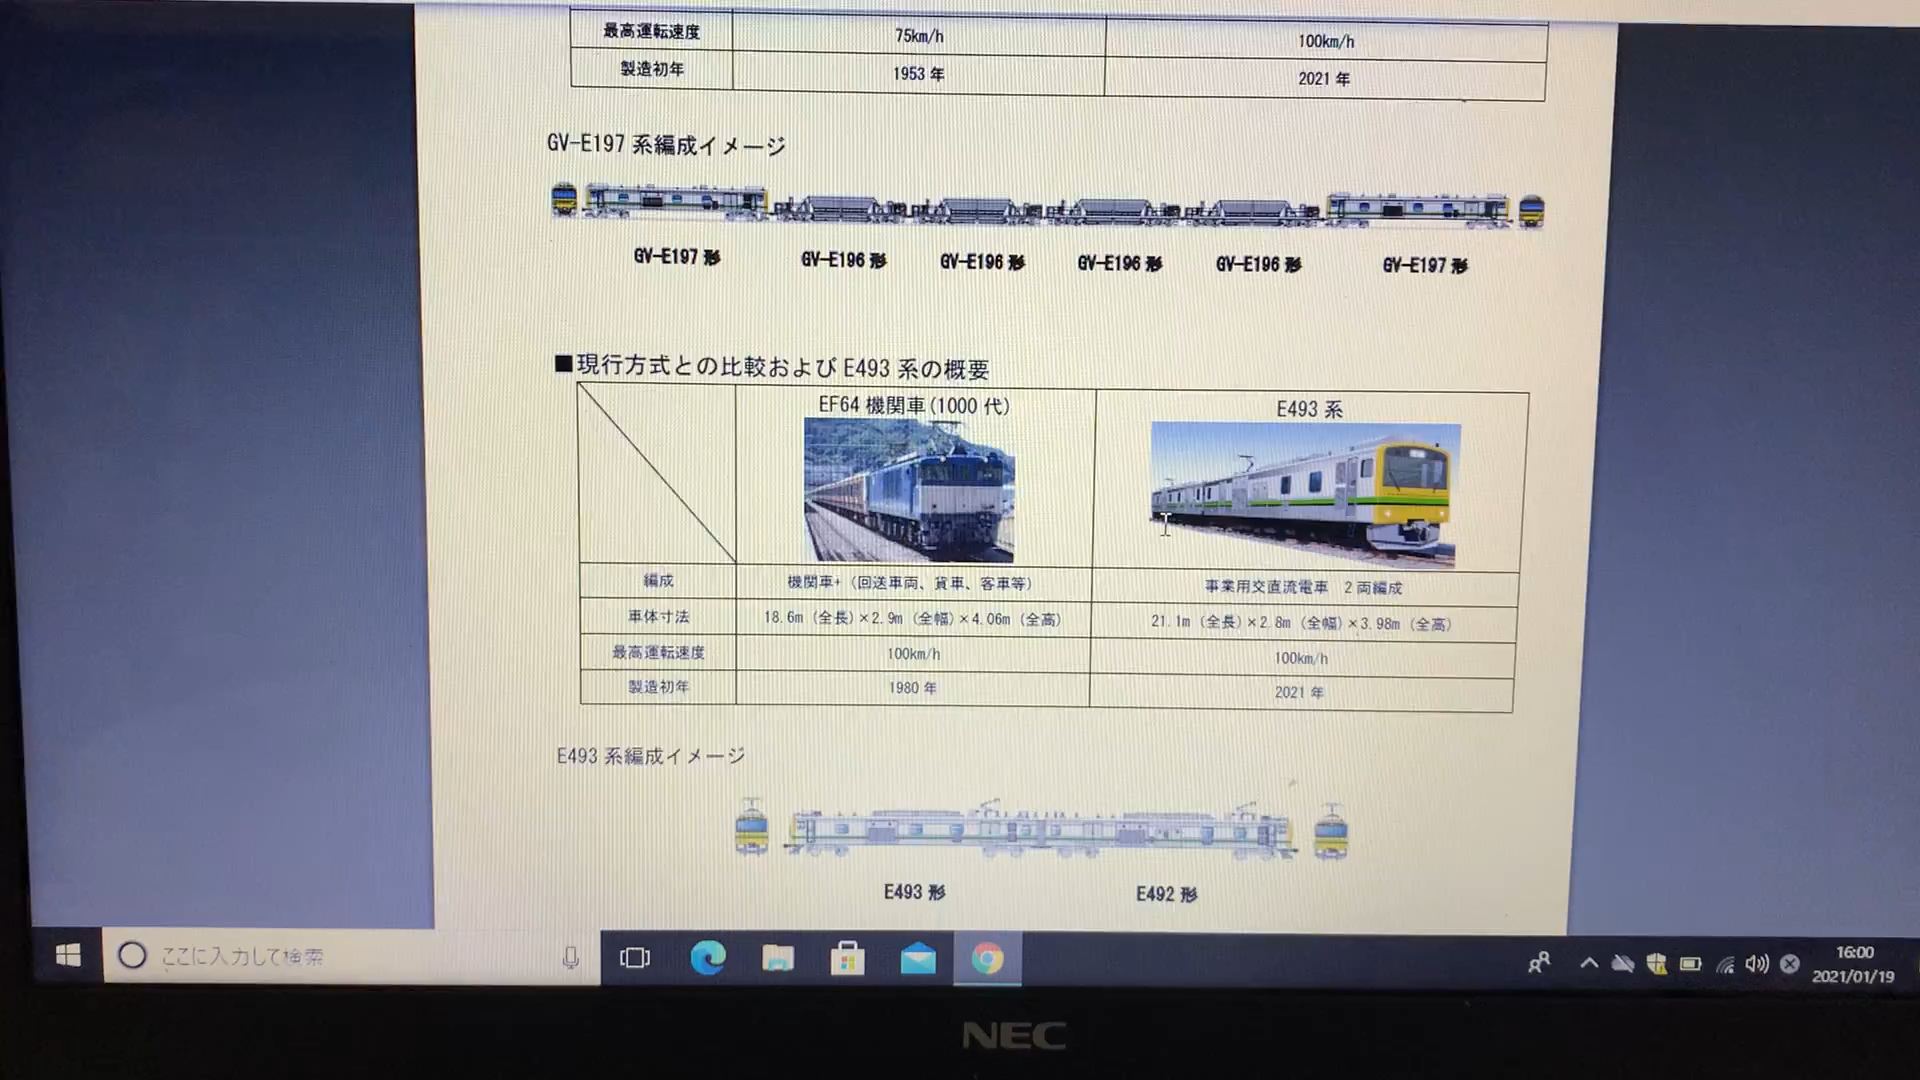 最高運転速度 75km/h 100km/h
製造初年 1953 年 2021 年
GV-E197 系編成イメージ
GV-E197 形 GV-E196 形 GV-E196 形 GV-E196 形 GV-E196 形 GV-E197 形
■現行方式との比較および E493 系の概要
EF64 機関車(1000 代) E493 系
編成 機関車+（回送車両、貨車、客車等） 事業用交直流電車 2 両編成
車体寸法 18.6m（全長）×2.9m（全幅）×4.06m（全高） 21.1m（全長）×2.8m（全幅）×3.98m（全高）
最高運転速度 100km/h 100km/h
製造初年 1980 年 2021 年
E493 系編成イメージ
E493 形 E492 形
ここに入力して検索
16:00
2021/01/19
NEC